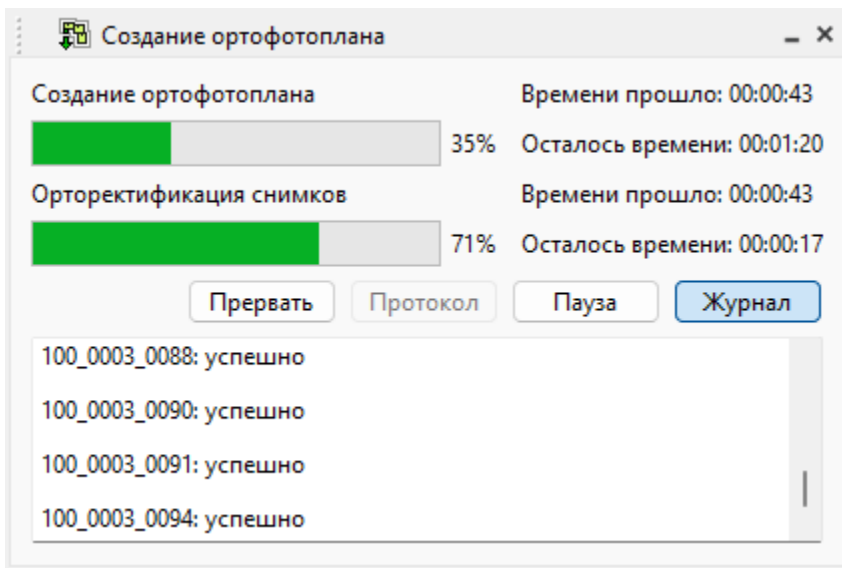 Создание ортофотоплана
Создание ортофотоплана Времени прошло: 00:00:43
35% Осталось времени: 00:01:20
Орторектификация снимков Времени прошло: 00:00:43
71% Осталось времени: 00:00:17
Прервать Протокол Пауза Журнал
100_0003_0088: успешно
100_0003_0090: успешно
100_0003_0091: успешно
100_0003_0094: успешно